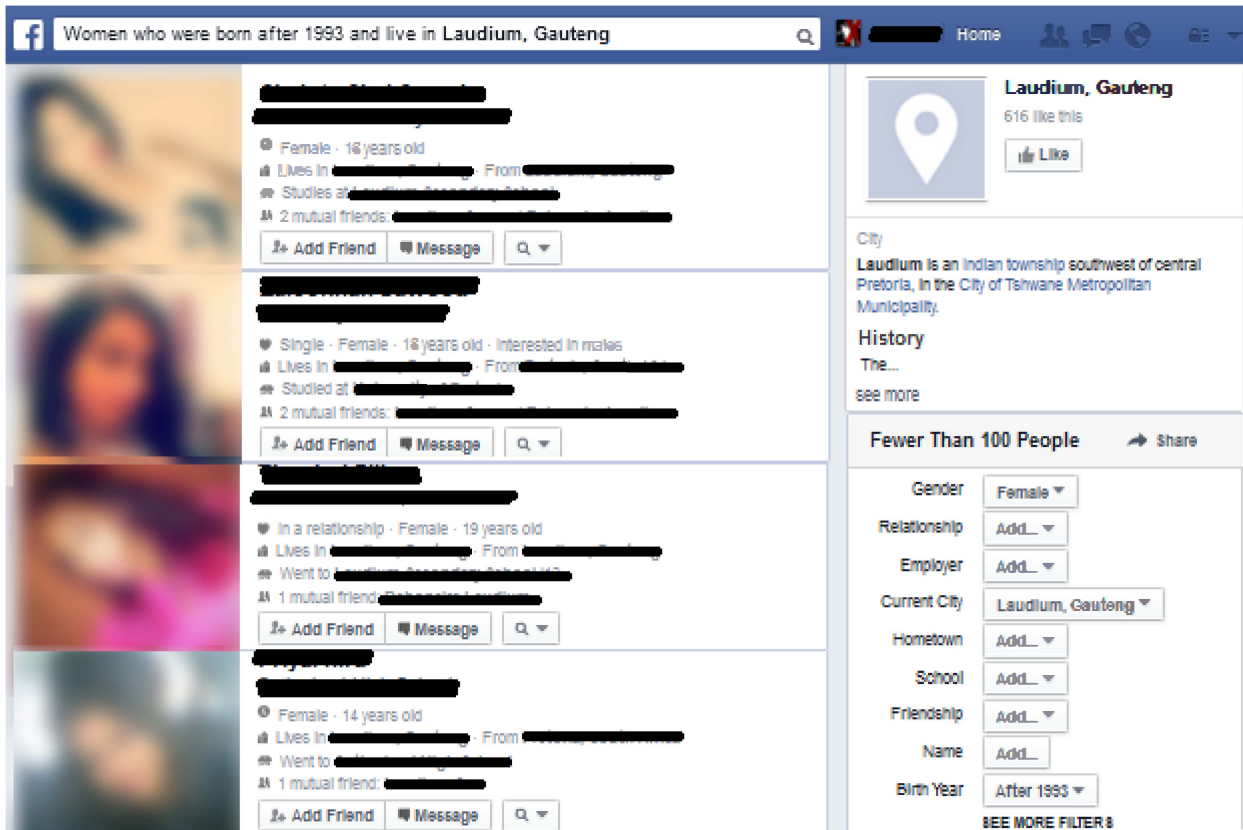 f Women who were born after 1993 and live in Laudium, Gauteng
Home
Female · years old
Lives in · From
Studies at
2 mutual friends:
Add Friend Message
Single · Female · years old · Interested in males
Lives in · From
Studied at
2 mutual friends:
Add Friend Message
In a relationship · Female · 19 years old
Lives in · From
Went to
1 mutual friend:
Add Friend Message
Female · 14 years old
Lives in · From
Went to
1 mutual friend:
Add Friend Message
Laudium, Gauteng
616 like this
Like
City
Laudium is an Indian township southwest of central
Pretoria, in the City of Tshwane Metropolitan
Municipality.
History
The...
see more
Fewer Than 100 People Share
Gender Female
Relationship Add...
Employer Add...
Current City Laudium, Gauteng
Hometown Add...
School Add...
Friendship Add...
Name Add...
Birth Year After 1993
SEE MORE FILTERS